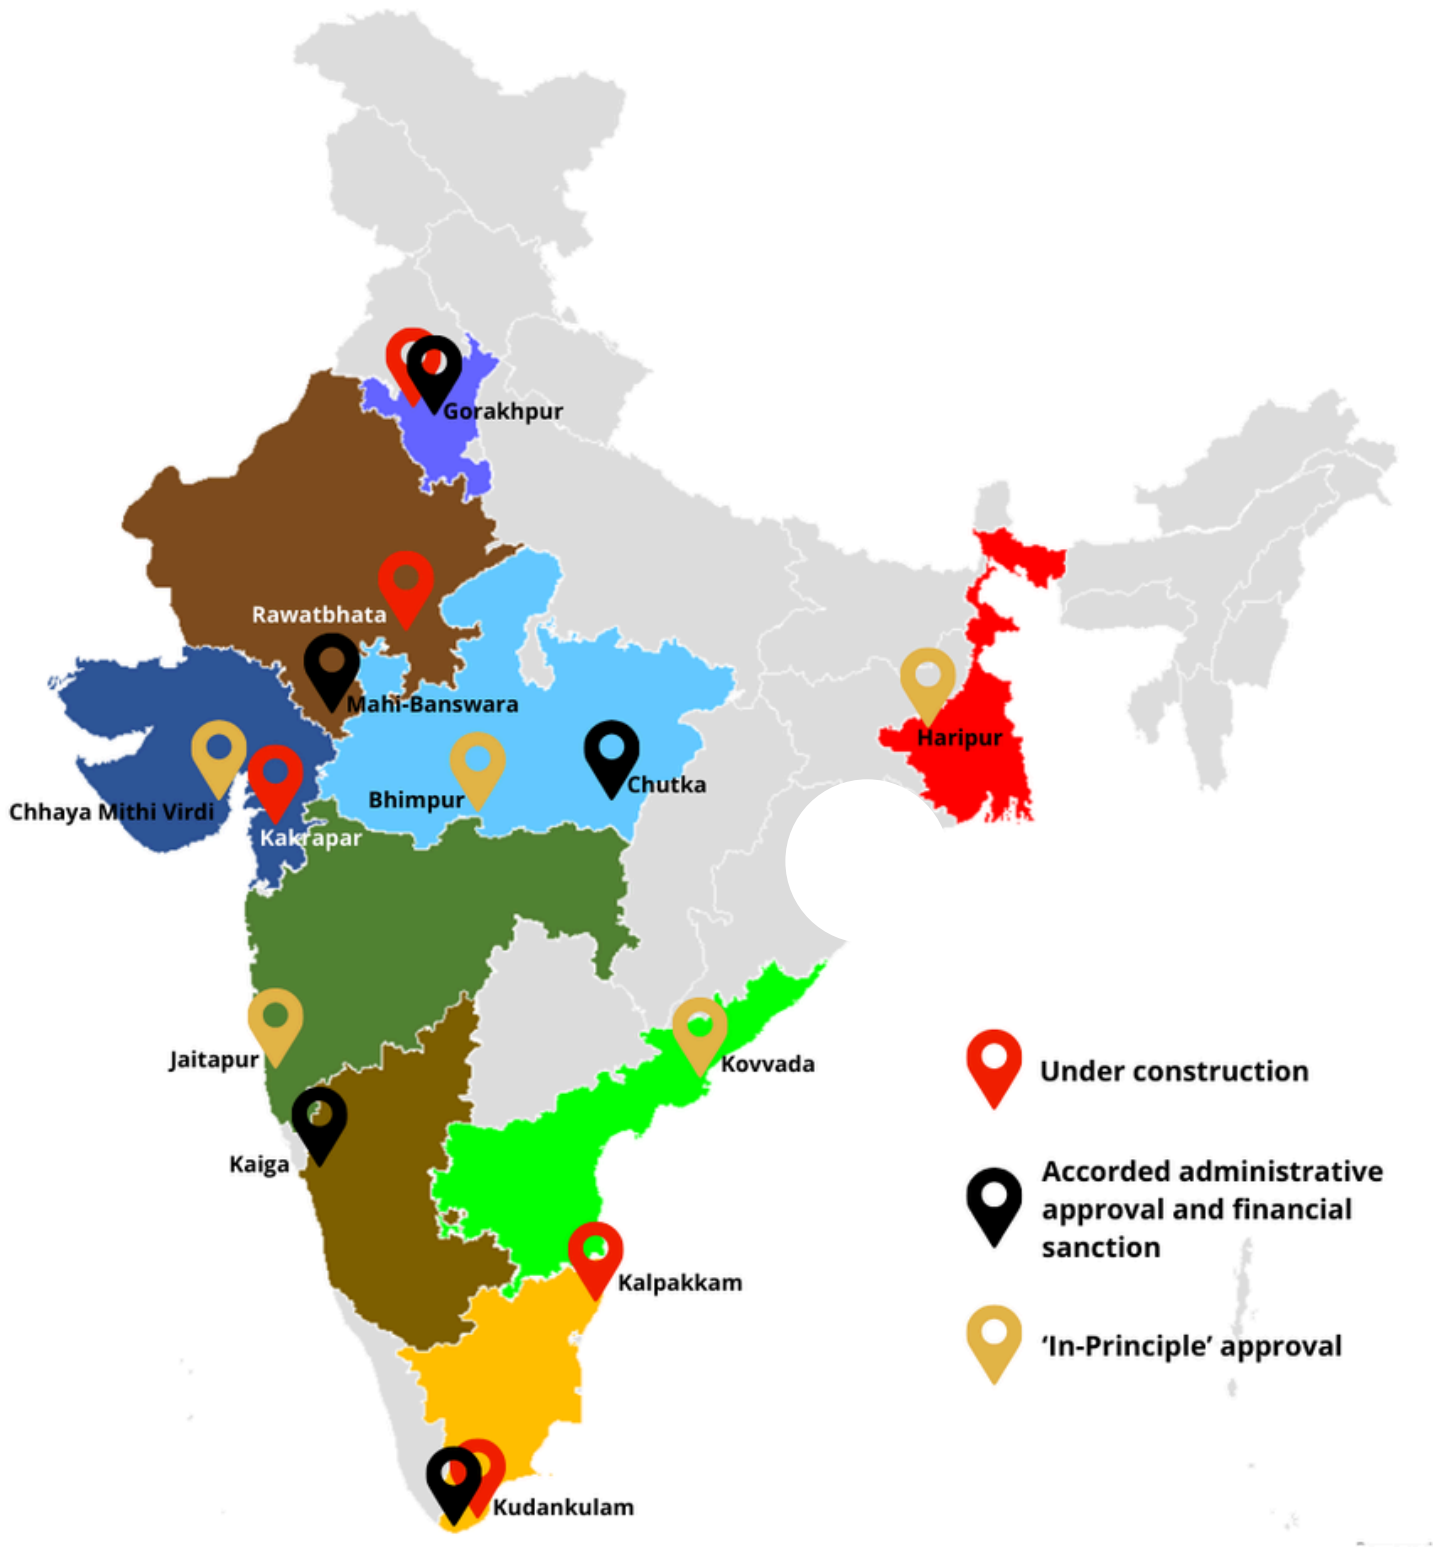 Gorakhpur
Rawatbhata
Mahi-Banswara
Haripur
Chutka
Bhimpur
Chhaya Mithi Virdi
Kakrapar
Jaitapur
Kovvada
Under construction
Kaiga
Accorded administrative
approval and financial
sanction
Kalpakkam
‘In-Principle’ approval
Kudankulam